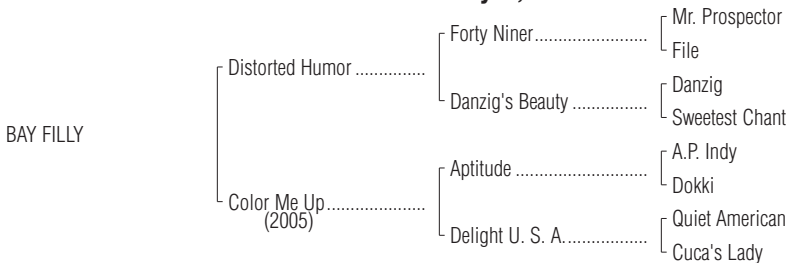 Mr. Prospector
Forty Niner................
File
Distorted Humor ...............
Danzig
Danzig's Beauty ................
Sweetest Chant
BAY FILLY
A.P. Indy
Aptitude ......................
Dokki
Color Me Up.....................
(2005)
Quiet American
Delight U. S. A.................
Cuca's Lady